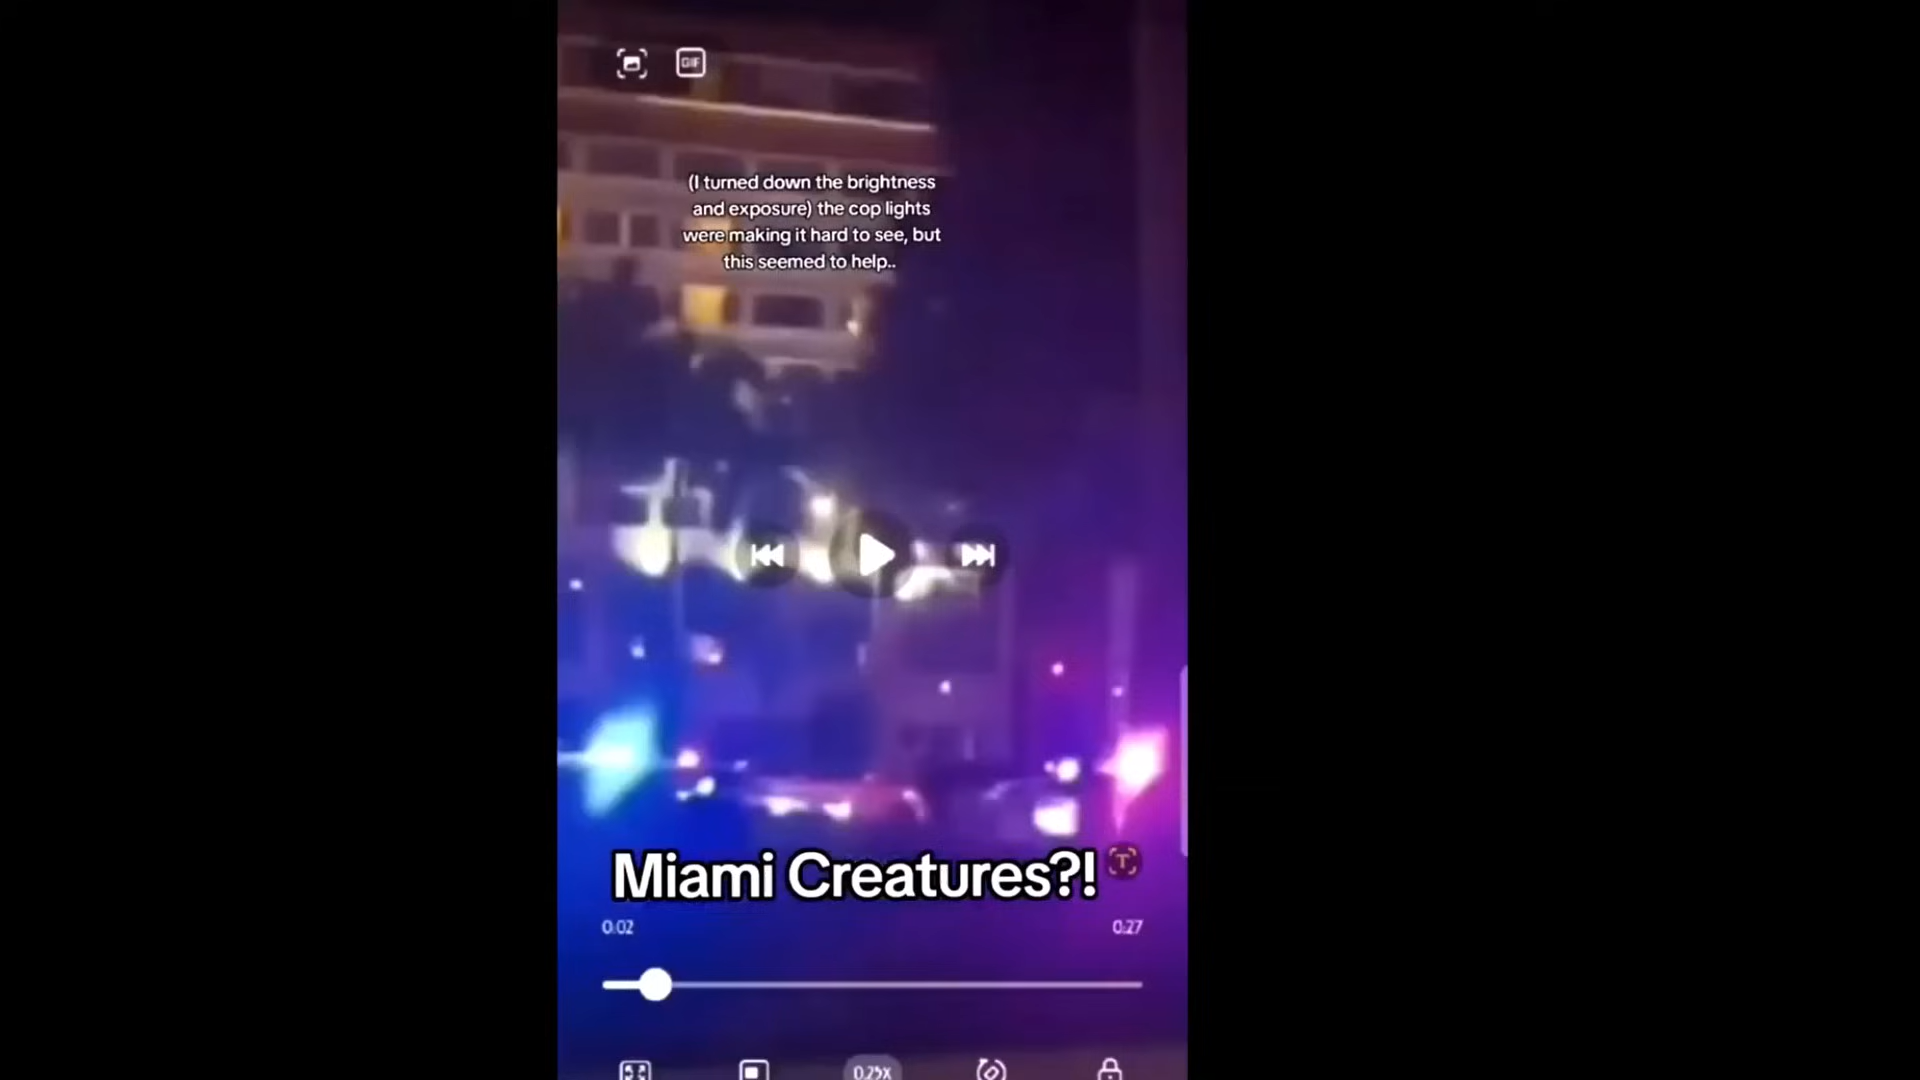 GIF
(I turned down the brightness
and exposure) the cop lights
were making it hard to see, but
this seemed to help..
Miami Creatures?!
T
0:02
0:27
0.25x